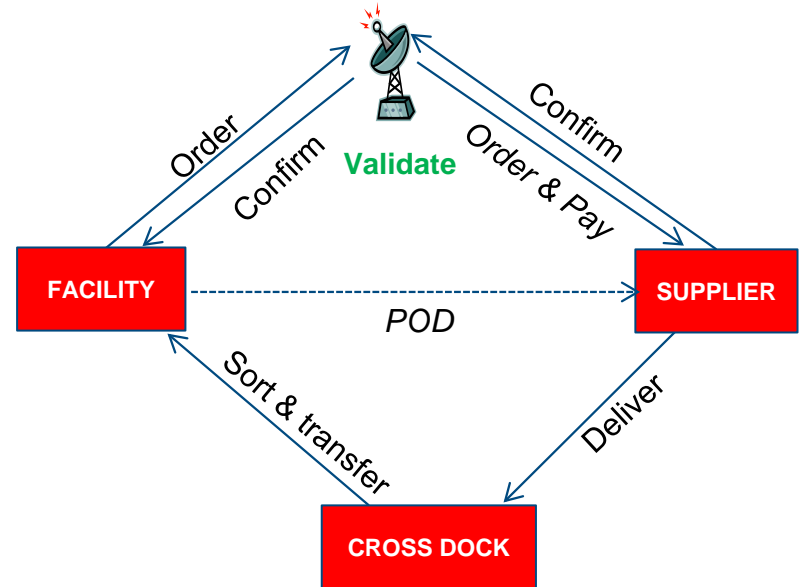 Order
Confirm
Validate
Confirm
Order & Pay
FACILITY
POD
SUPPLIER
Sort & transfer
Deliver
CROSS DOCK